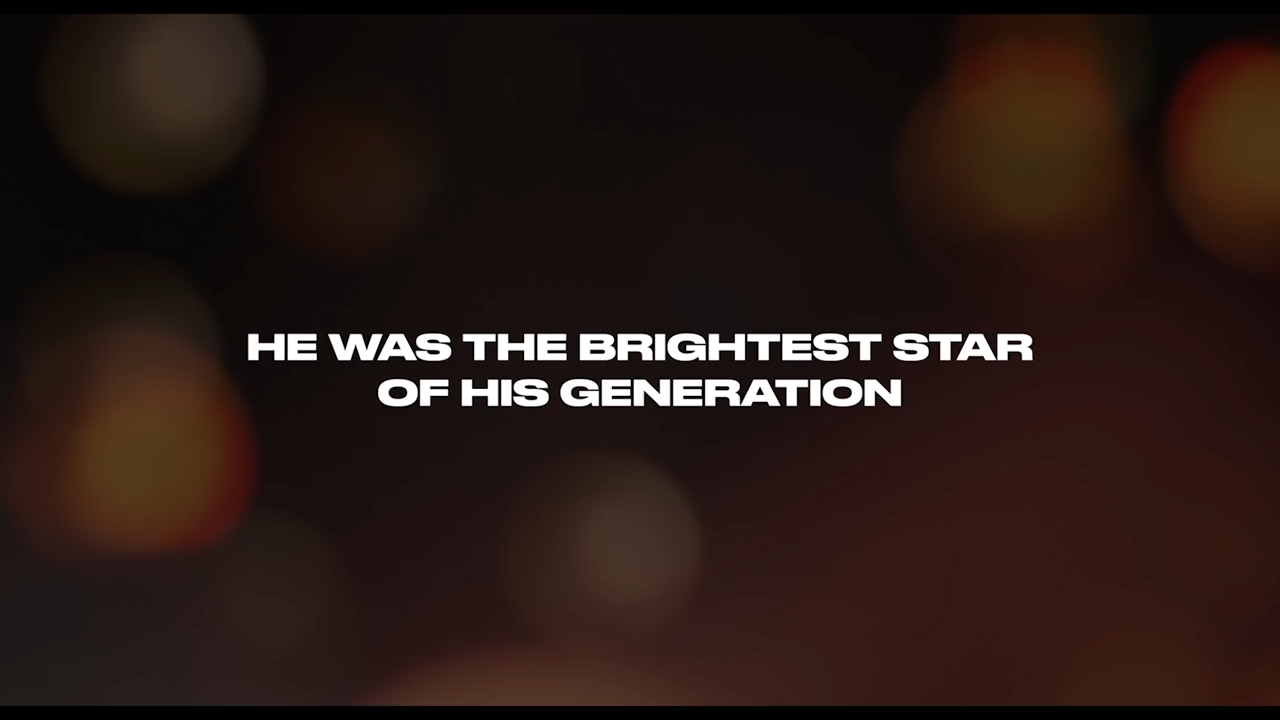 HE WAS THE BRIGHTEST STAR
OF HIS GENERATION